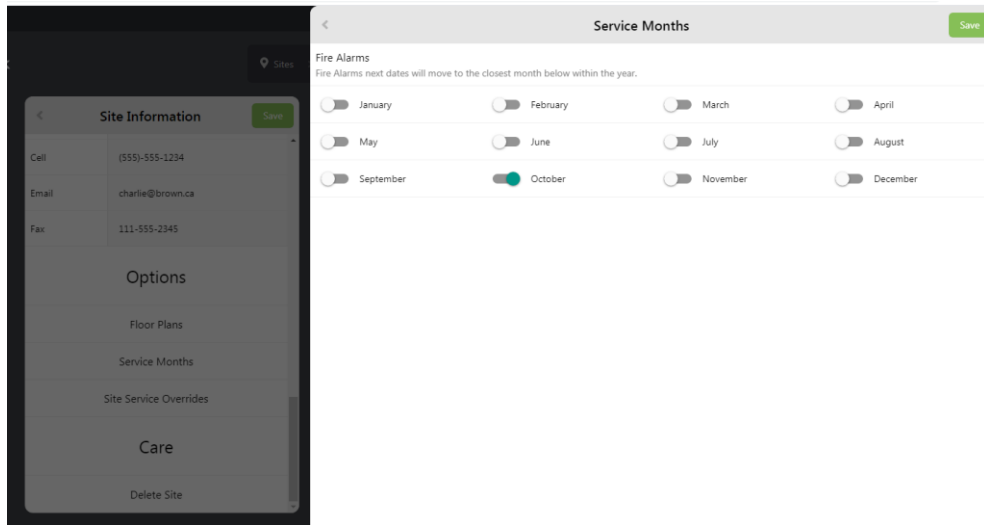 Sites
Site Information
Save
Cell (555)-555-1234
Email charlie@brown.ca
Fax 111-555-2345
Options
Floor Plans
Service Months
Site Service Overrides
Care
Delete Site
Service Months
Save
Fire Alarms
Fire Alarms next dates will move to the closest month below within the year.
January February March April
May June July August
September October November December